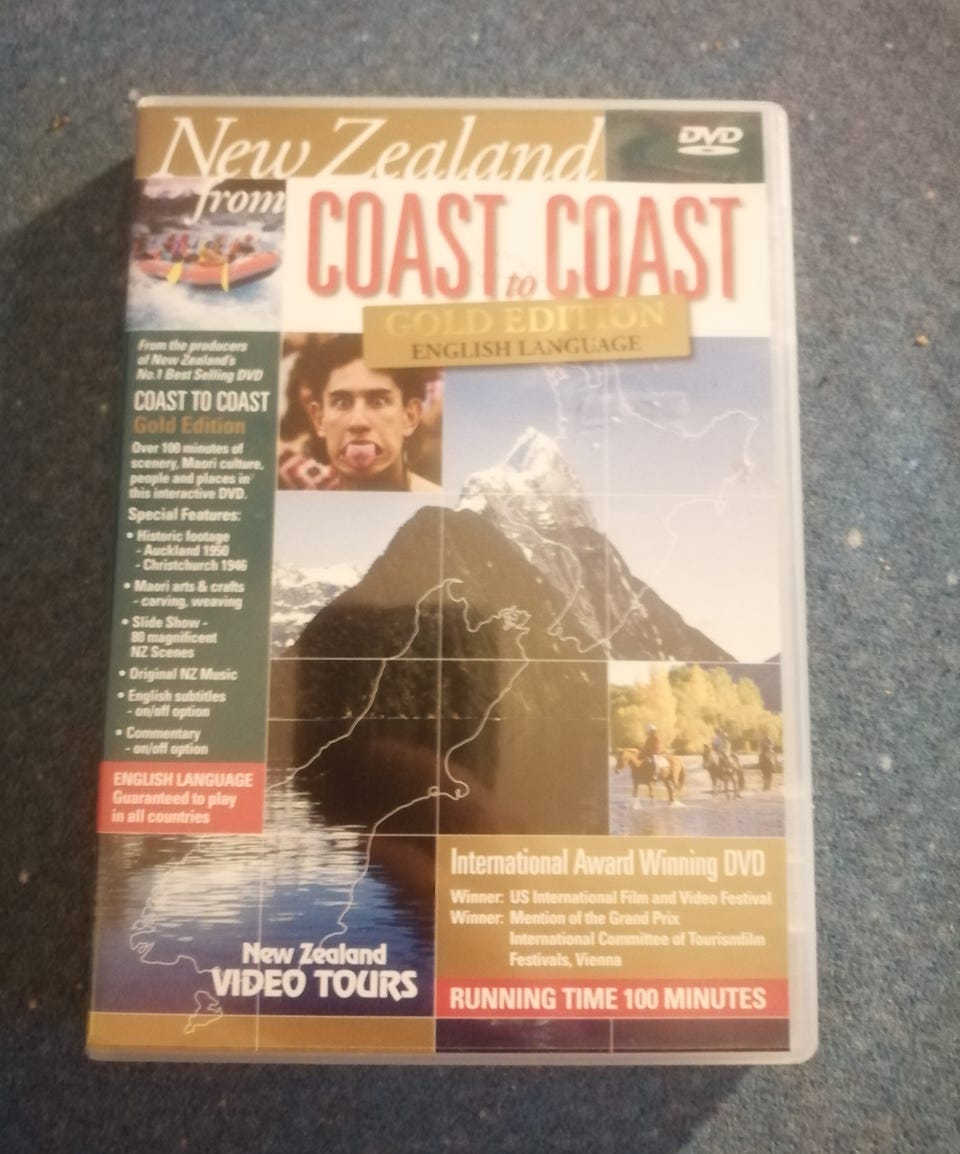 New Zealand
DVD
from
COAST to COAST
GOLD EDITION
ENGLISH LANGUAGE
From the producers
of New Zealand's
No.1 Best Selling DVD
COAST TO COAST
Gold Edition
Over 100 minutes of
scenery, Maori culture,
people and places in
this interactive DVD.
Special Features:
• Historic footage
- Auckland 1950
- Christchurch 1946
• Maori arts & crafts
- carving, weaving
• Slide Show -
80 magnificent
NZ Scenes
• Original NZ Music
• English subtitles
- on/off option
• Commentary
- on/off option
ENGLISH LANGUAGE
Guaranteed to play
in all countries
International Award Winning DVD
Winner: US International Film and Video Festival
Winner: Mention of the Grand Prix
International Committee of Tourismfilm
Festivals, Vienna
RUNNING TIME 100 MINUTES
New Zealand
VIDEO TOURS